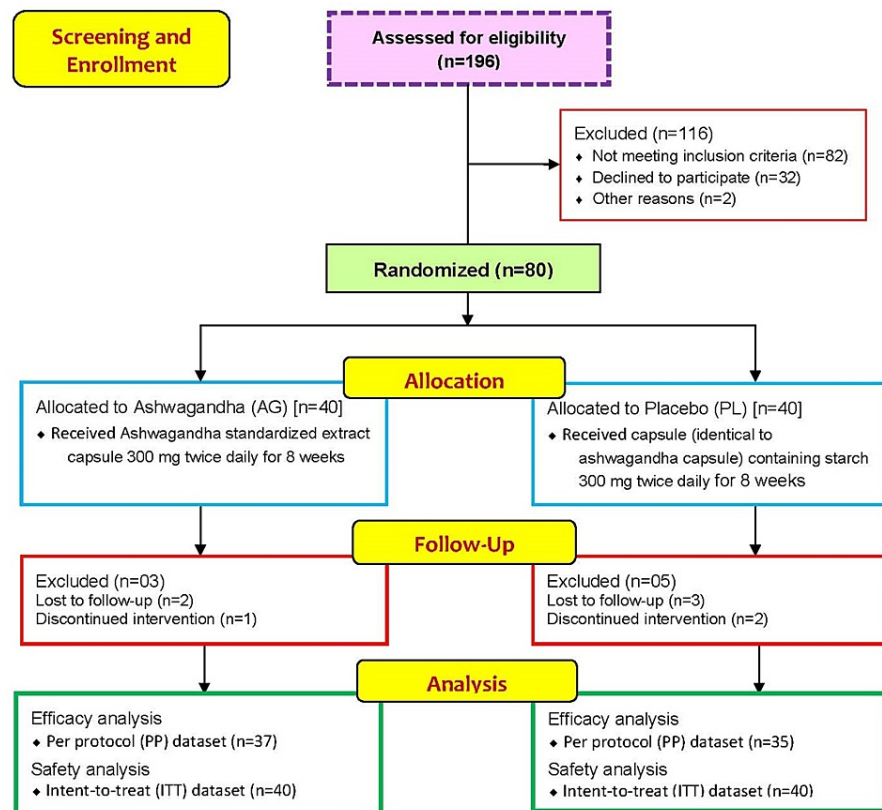 Screening and
Enrollment
Assessed for eligibility
(n=196)
Excluded (n=116)
♦ Not meeting inclusion criteria (n=82)
♦ Declined to participate (n=32)
♦ Other reasons (n=2)
Randomized (n=80)
Allocation
Allocated to Ashwagandha (AG) [n=40]
♦ Received Ashwagandha standardized extract
capsule 300 mg twice daily for 8 weeks
Allocated to Placebo (PL) [n=40]
♦ Received capsule (identical to
ashwagandha capsule) containing starch
300 mg twice daily for 8 weeks
Follow-Up
Excluded (n=03)
Lost to follow-up (n=2)
Discontinued intervention (n=1)
Excluded (n=05)
Lost to follow-up (n=3)
Discontinued intervention (n=2)
Analysis
Efficacy analysis
♦ Per protocol (PP) dataset (n=37)
Safety analysis
♦ Intent-to-treat (ITT) dataset (n=40)
Efficacy analysis
♦ Per protocol (PP) dataset (n=35)
Safety analysis
♦ Intent-to-treat (ITT) dataset (n=40)